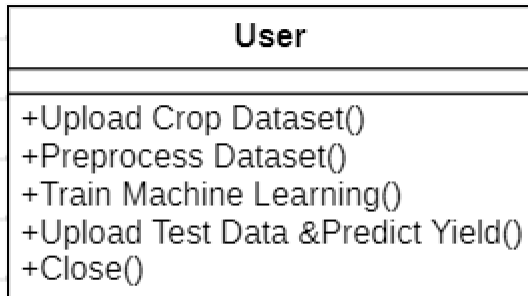 User
+Upload Crop Dataset()
+Preprocess Dataset()
+Train Machine Learning()
+Upload Test Data &Predict Yield()
+Close()